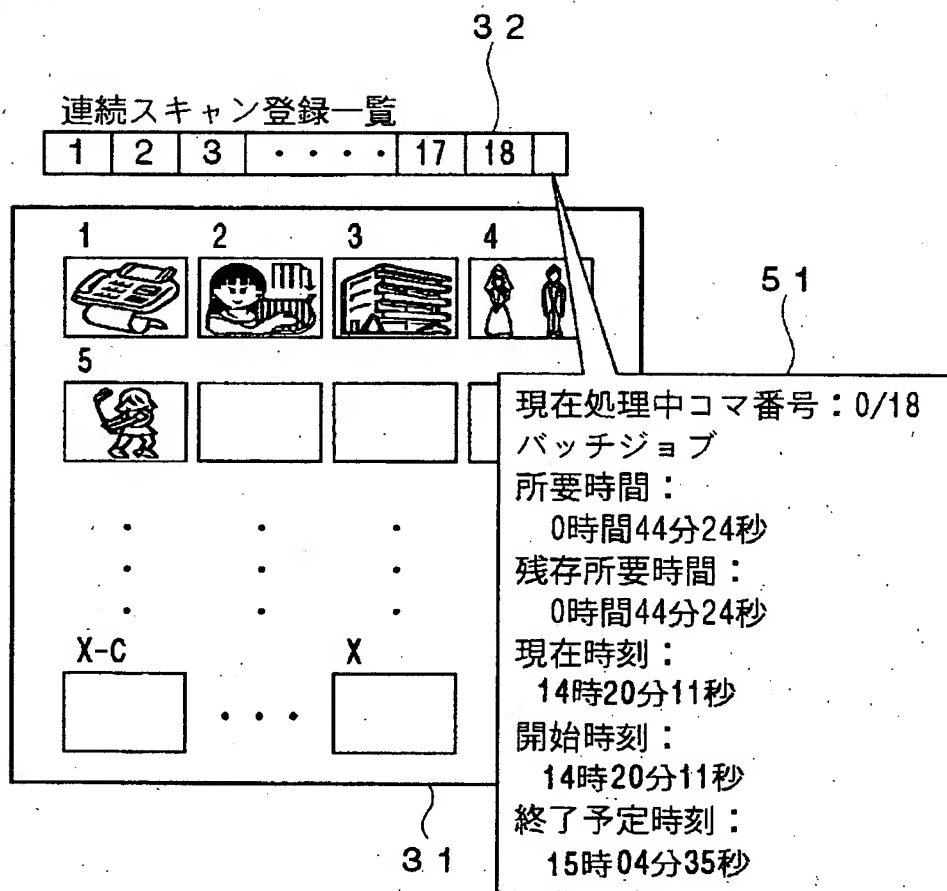 32
連続スキャン登録一覧
1 2 3 ・・・・ 17 18
1 2 3 4
5
51
現在処理中コマ番号：0/18
バッチジョブ
所要時間：
0時間44分24秒
残存所要時間：
0時間44分24秒
現在時刻：
14時20分11秒
開始時刻：
14時20分11秒
終了予定時刻：
15時04分35秒
X-C ・・・ X
31